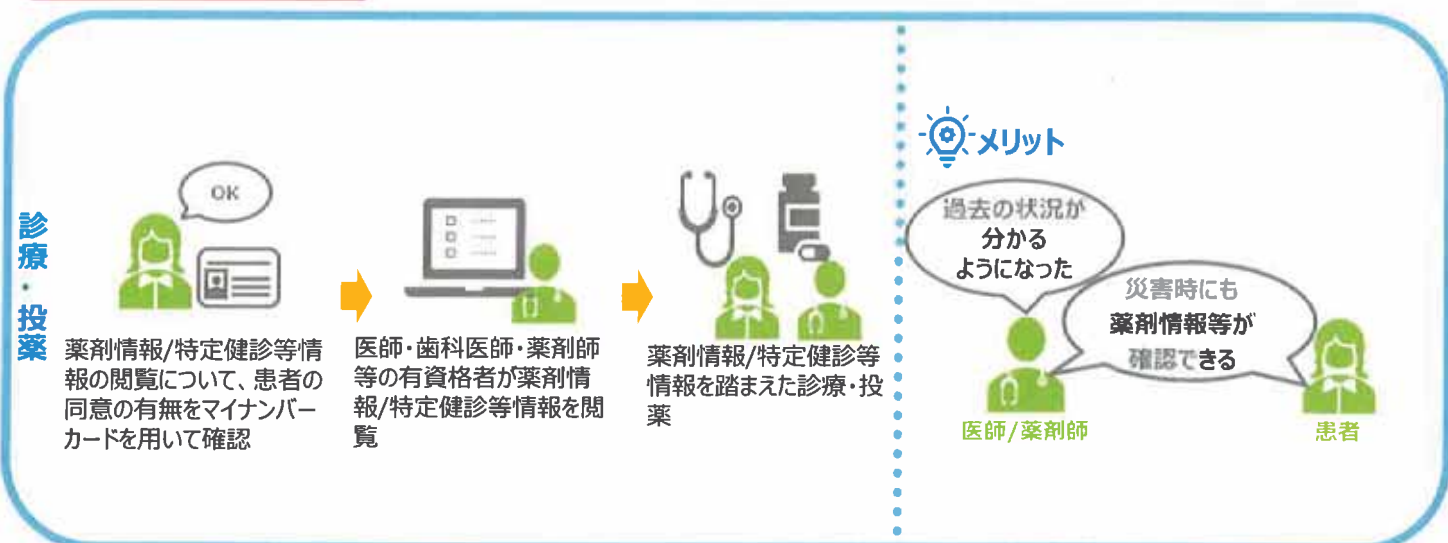 診療・投薬
OK
薬剤情報/特定健診等情
報の閲覧について、患者の
同意の有無をマイナンバー
カードを用いて確認
医師・歯科医師・薬剤師
等の有資格者が薬剤情
報/特定健診等情報を閲
覧
薬剤情報/特定健診等
情報を踏まえた診療・投
薬
メリット
過去の状況が
分かる
ようになった
災害時にも
薬剤情報等が
確認できる
医師/薬剤師
患者